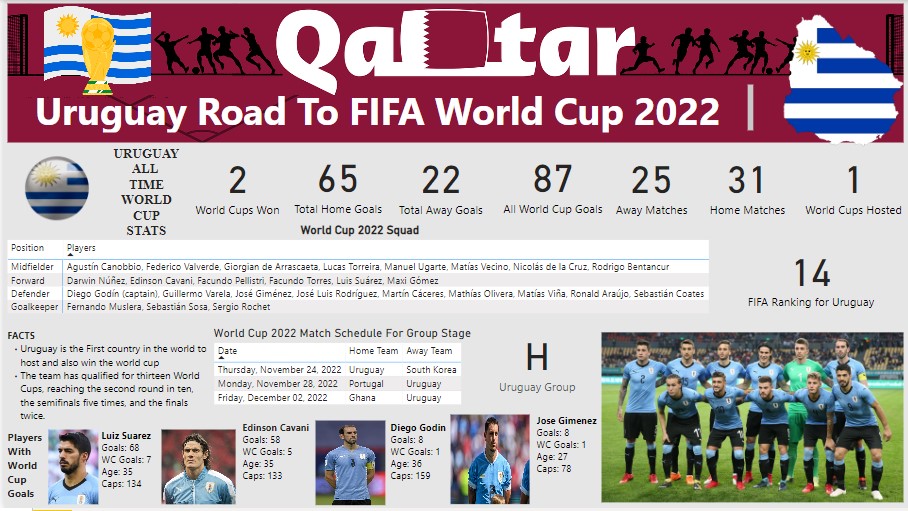 Qatar
Uruguay Road To FIFA World Cup 2022 |
URUGUAY
ALL
TIME
WORLD
CUP
STATS
2
World Cups Won
65
Total Home Goals
22
Total Away Goals
87
All World Cup Goals
25
Away Matches
31
Home Matches
1
World Cups Hosted
World Cup 2022 Squad
Position Players
Midfielder Agustín Canobbio, Federico Valverde, Giorgian de Arrascaeta, Lucas Torreira, Manuel Ugarte, Matías Vecino, Nicolás de la Cruz, Rodrigo Bentancur
Forward Darwin Núñez, Edinson Cavani, Facundo Pellistri, Facundo Torres, Luis Suárez, Maxi Gómez
Defender Diego Godín (captain), Guillermo Varela, José Giménez, José Luis Rodríguez, Martín Cáceres, Mathías Olivera, Matías Viña, Ronald Araújo, Sebastián Coates
Goalkeeper Fernando Muslera, Sebastián Sosa, Sergio Rochet
14
FIFA Ranking for Uruguay
FACTS
• Uruguay is the First country in the world to
host and also win the world cup
• The team has qualified for thirteen World
Cups, reaching the second round in ten,
the semifinals five times, and the finals
twice.
World Cup 2022 Match Schedule For Group Stage
Date Home Team Away Team
Thursday, November 24, 2022 Uruguay South Korea
Monday, November 28, 2022 Portugal Uruguay
Friday, December 02, 2022 Ghana Uruguay
H
Uruguay Group
Players
With
World
Cup
Goals
Luiz Suarez
Goals: 68
WC Goals: 7
Age: 35
Caps: 134
Edinson Cavani
Goals: 58
WC Goals: 5
Age: 35
Caps: 133
Diego Godin
Goals: 8
WC Goals: 1
Age: 36
Caps: 159
Jose Gimenez
Goals: 8
WC Goals: 1
Age: 27
Caps: 78